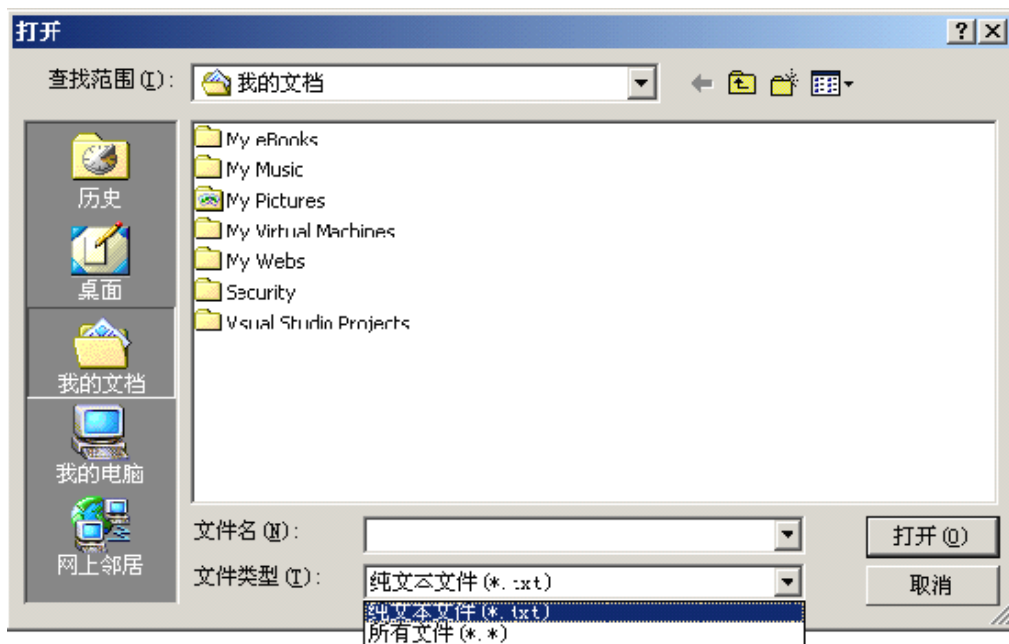 打开
查找范围(I):
我的文档
历史
桌面
我的文档
我的电脑
网上邻居
My eBooks
My Music
My Pictures
My Virtual Machines
My Webs
Security
Visual Studio Projects
文件名(N):
打开(O)
文件类型(T):
纯文本文件(*.txt)
取消
纯文本文件(*.txt)
所有文件(*.*)